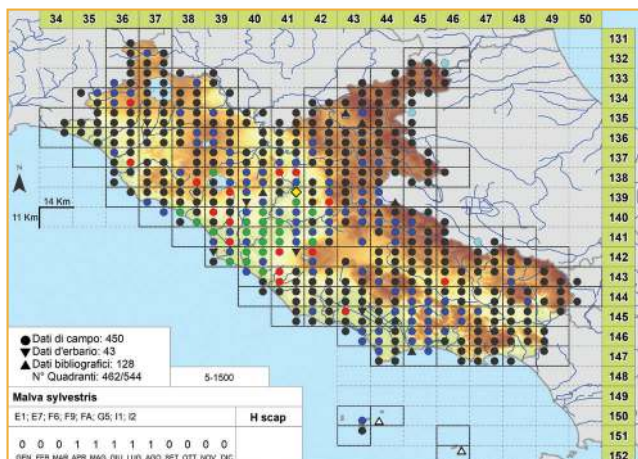 34 35 36 37 38 39 40 41 42 43 44 45 46 47 48 49 50
131
132
133
134
135
136
137
138
N
139
14 Km
140
11 Km
141
142
143
144
145
Dati di campo: 450
Dati d'erbario: 43
146
Dati bibliografici: 128
147
N° Quadranti: 462/544
5-1500
148
Malva sylvestris
149
E1; E7; F6; F9; FA; G5; I1; I2
H scap
150
0 0 0 1 1 1 1 1 0 0 0 0
151
GEN FEB MAR APR MAG GIU LUG AGO SET OTT NOV DIC
152